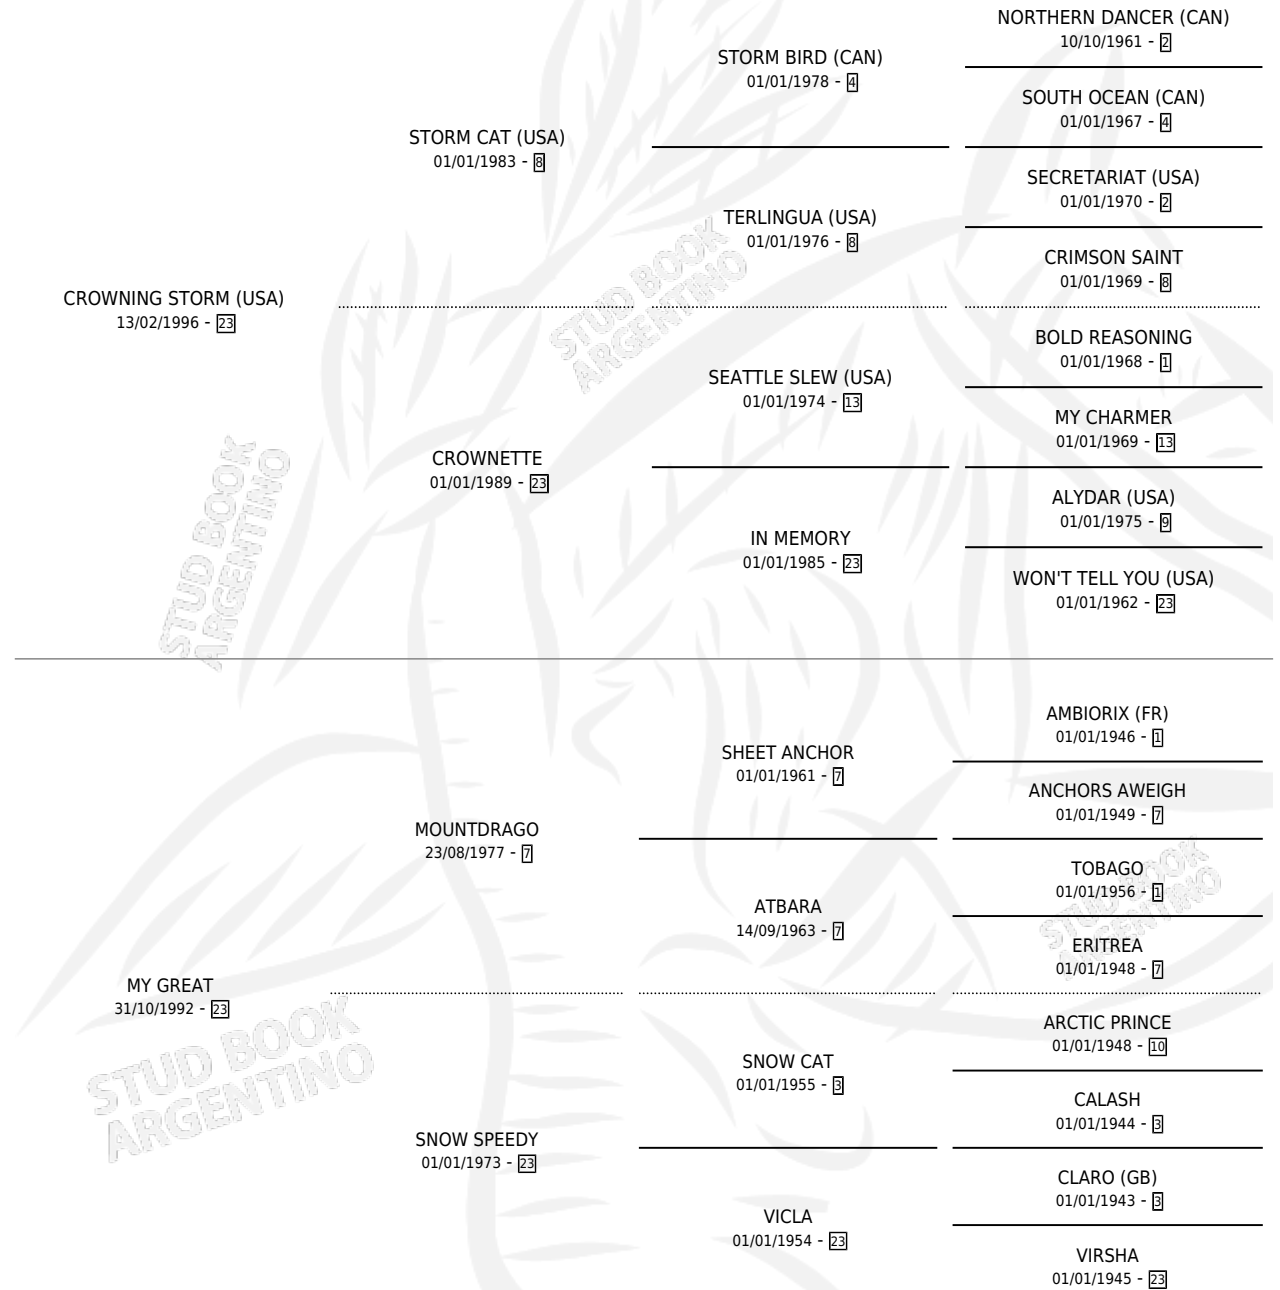 NORTHERN DANCER (CAN)
10/10/1961 - 2
STORM BIRD (CAN)
01/01/1978 - 4
SOUTH OCEAN (CAN)
01/01/1967 - 4
STORM CAT (USA)
01/01/1983 - 8
SECRETARIAT (USA)
01/01/1970 - 2
TERLINGUA (USA)
01/01/1976 - 8
CRIMSON SAINT
01/01/1969 - 8
CROWNING STORM (USA)
13/02/1996 - 23
BOLD REASONING
01/01/1968 - 1
SEATTLE SLEW (USA)
01/01/1974 - 13
MY CHARMER
01/01/1969 - 13
CROWNETTE
01/01/1989 - 23
ALYDAR (USA)
01/01/1975 - 9
IN MEMORY
01/01/1985 - 23
WON'T TELL YOU (USA)
01/01/1962 - 23
AMBIORIX (FR)
01/01/1946 - 1
SHEET ANCHOR
01/01/1961 - 7
ANCHORS AWEIGH
01/01/1949 - 7
MOUNTDRAGO
23/08/1977 - 7
TOBAGO
01/01/1956 - 1
ATBARA
14/09/1963 - 7
ERITREA
01/01/1948 - 7
MY GREAT
31/10/1992 - 23
ARCTIC PRINCE
01/01/1948 - 10
SNOW CAT
01/01/1955 - 3
CALASH
01/01/1944 - 3
SNOW SPEEDY
01/01/1973 - 23
CLARO (GB)
01/01/1943 - 3
VICLA
01/01/1954 - 23
VIRSHA
01/01/1945 - 23
STUD BOOK
ARGENTINO
STUD BOOK
ARGENTINO
STUD BOOK
ARGENTINO
STUD BOOK
ARGENTINO